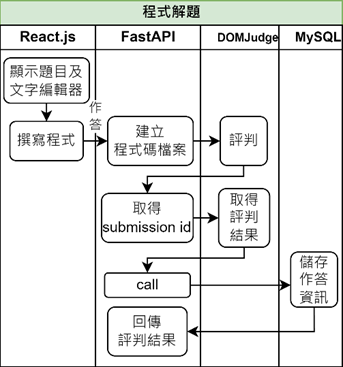 程式解題
React.js
FastAPI
DOMJudge
MySQL
顯示題目及
文字編輯器
作
答
撰寫程式
建立
程式碼檔案
評判
取得
submission id
取得
評判
結果
call
儲存
作答
資訊
回傳
評判結果